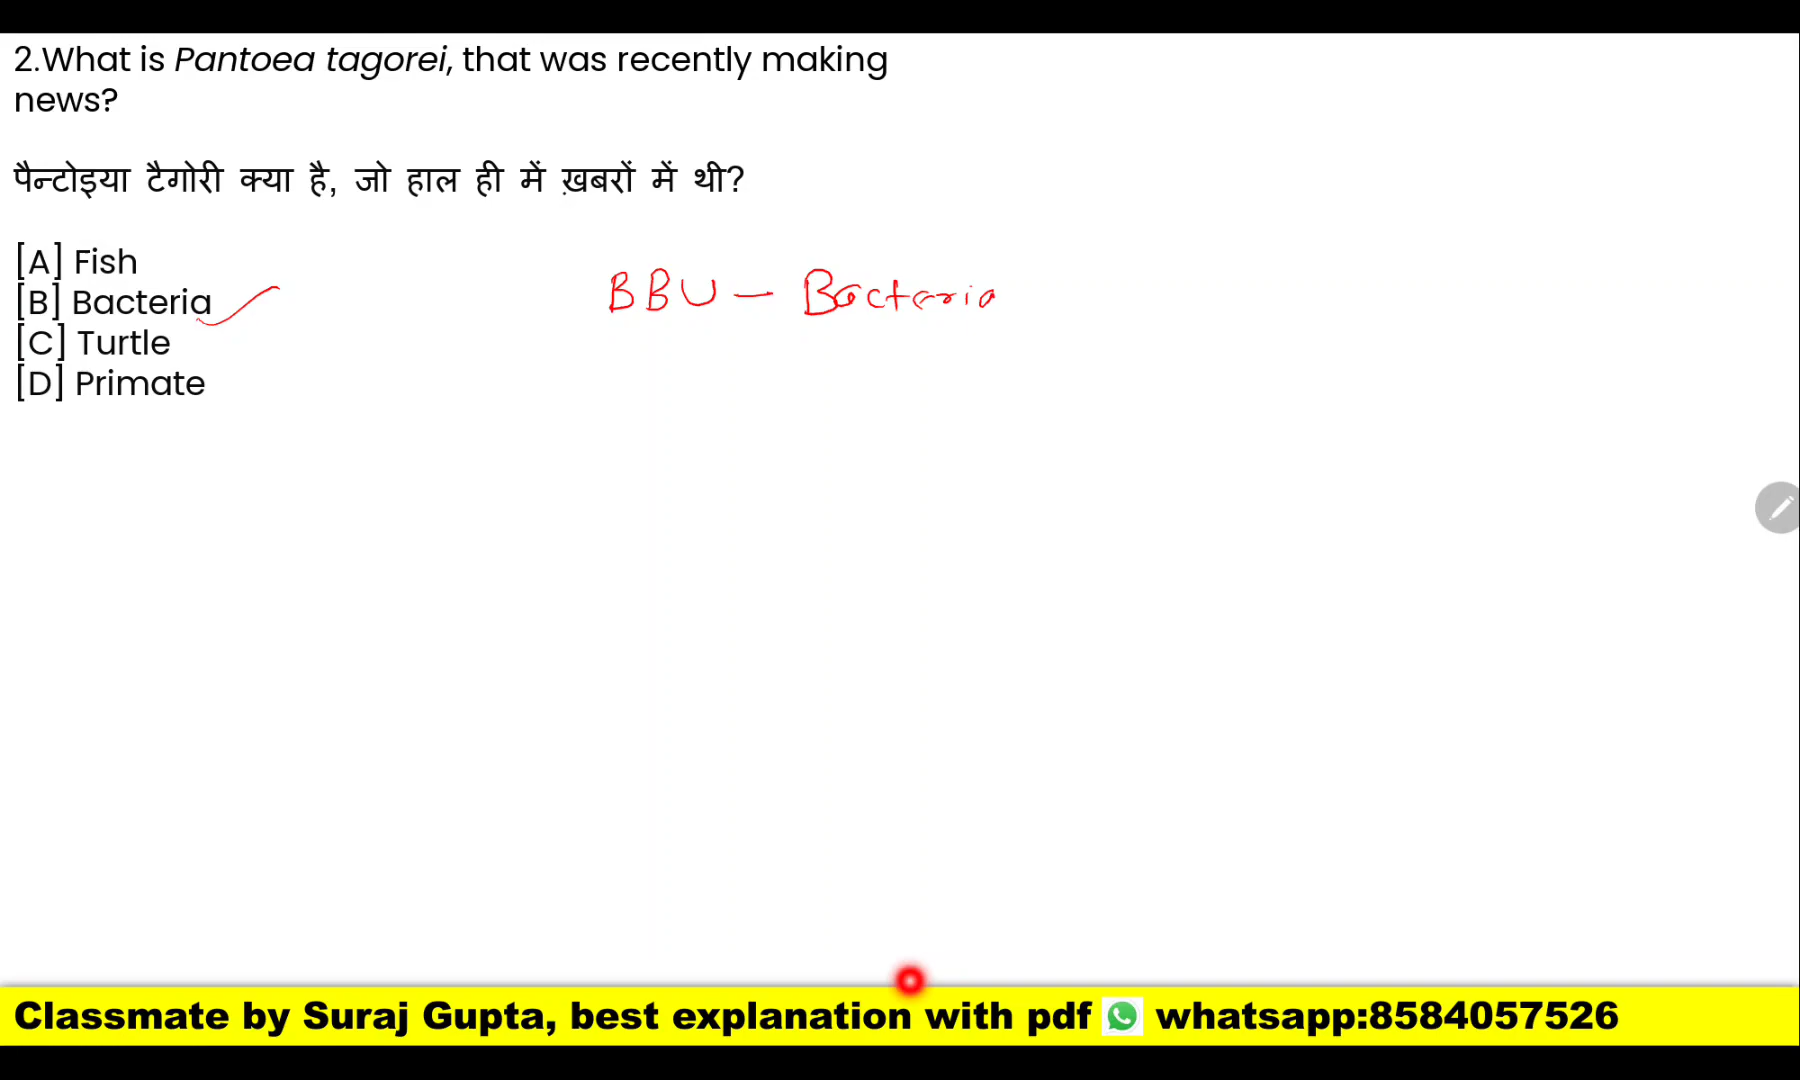 2.What is Pantoea tagorei, that was recently making
news?
पैन्टोइया टैगोरी क्या है, जो हाल ही में ख़बरों में थी?
[A] Fish
[B] Bacteria
BBU - Bacteria
[C] Turtle
[D] Primate
Classmate by Suraj Gupta, best explanation with pdf whatsapp:8584057526